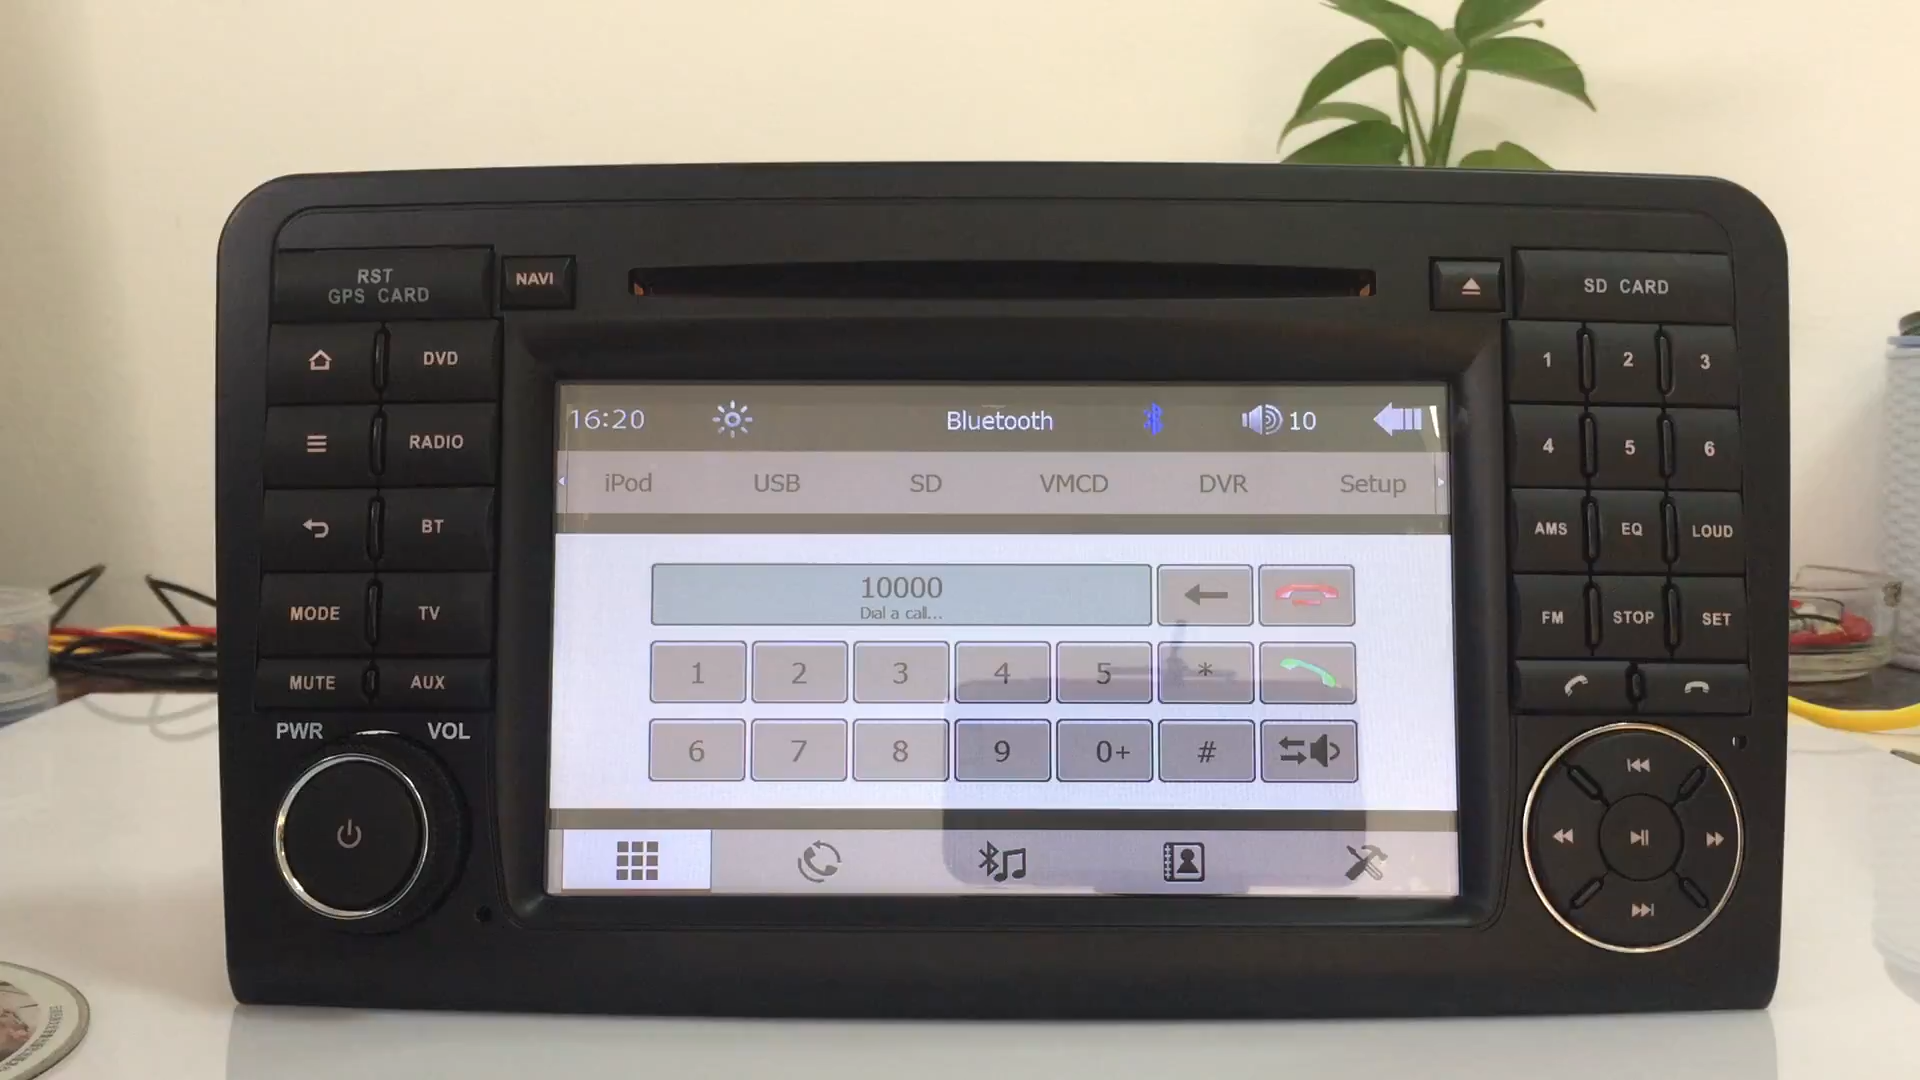 RST
GPS CARD
NAVI
SD CARD
DVD
RADIO
BT
MODE TV
MUTE AUX
PWR VOL
16:20 Bluetooth 10
iPod USB SD VMCD DVR Setup
10000
Dial a call...
1 2 3 4 5 *
6 7 8 9 0+ #
1 2 3
4 5 6
AMS EQ LOUD
FM STOP SET